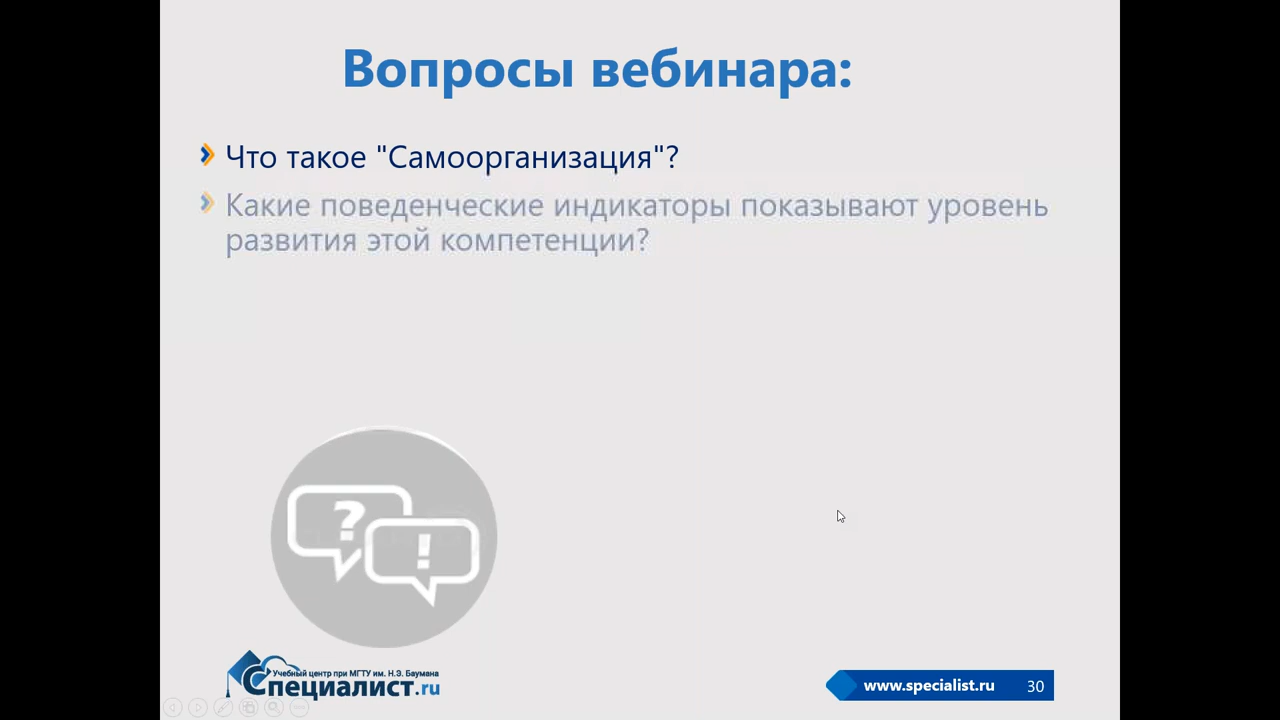 Вопросы вебинара:
Что такое "Самоорганизация"?
Какие поведенческие индикаторы показывают уровень
развития этой компетенции?
?
!
Учебный центр при МГТУ им. Н.Э. Баумана
Специалист.ru
www.specialist.ru 30